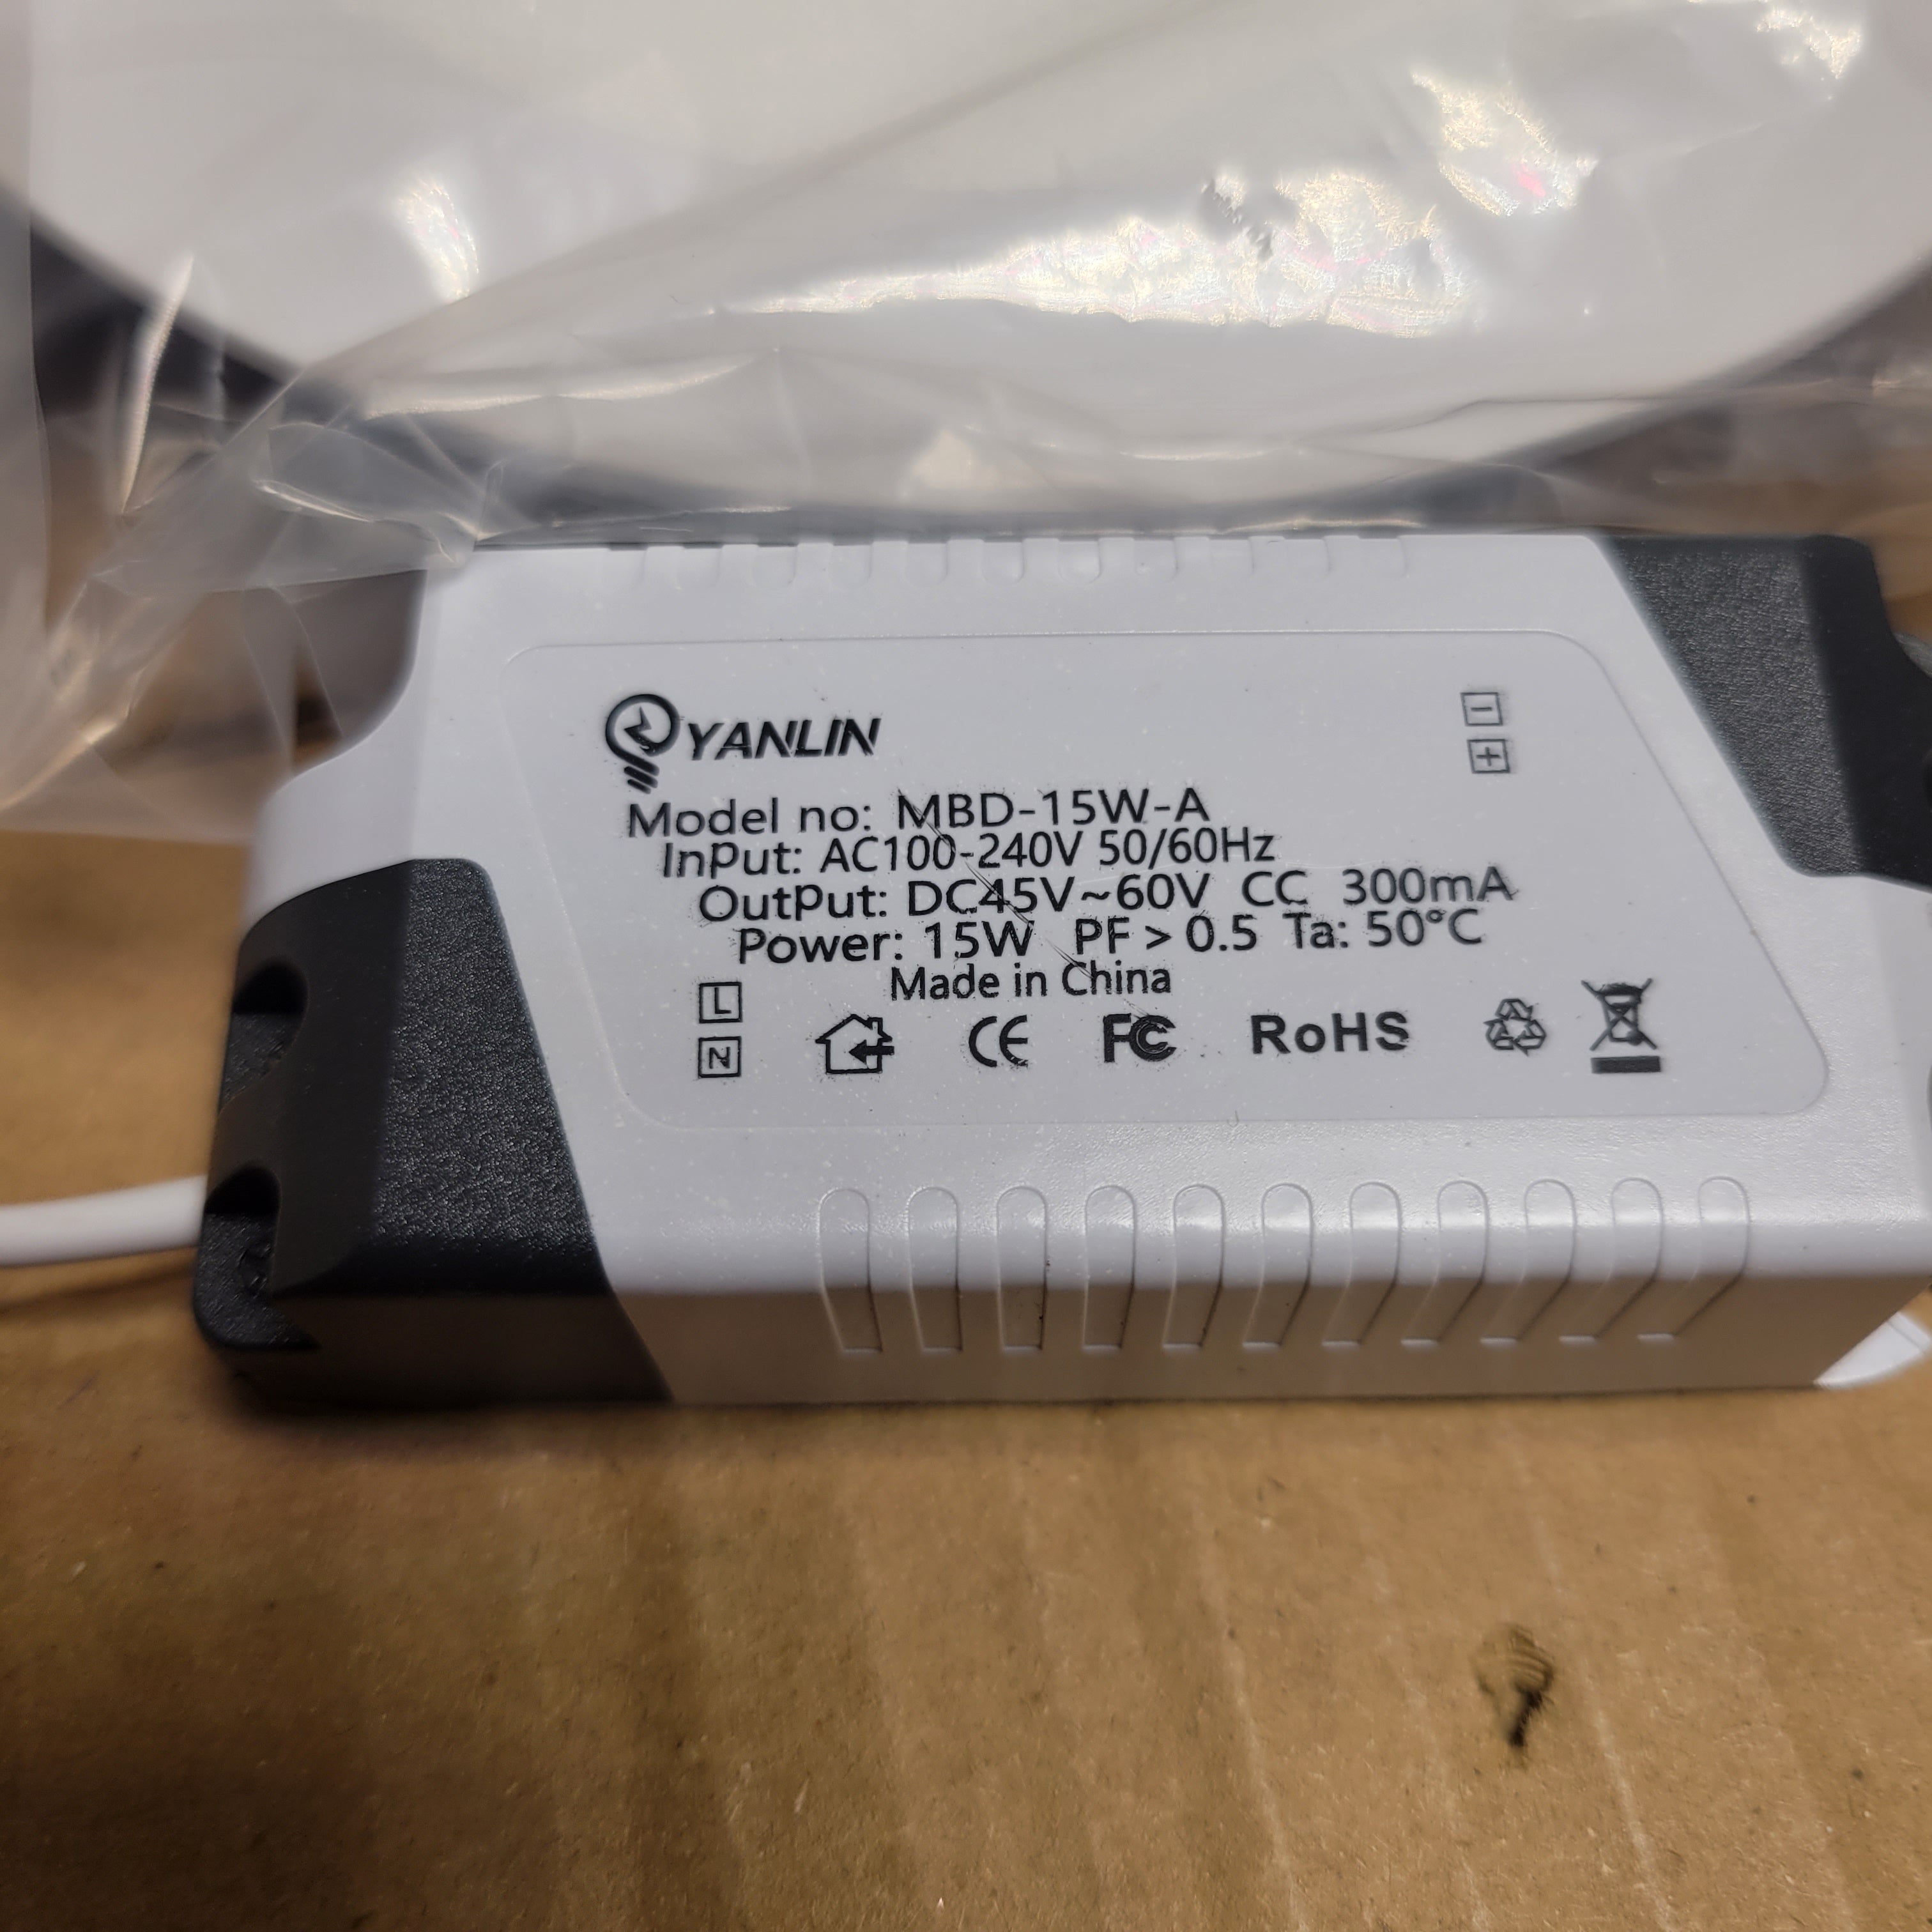 YANLIN
−
+
Model no: MBD-15W-A
InPut: AC100-240V 50/60Hz
OutPut: DC45V~60V CC 300mA
Power: 15W PF > 0.5 Ta: 50°C
Made in China
L
N
CE FC RoHS